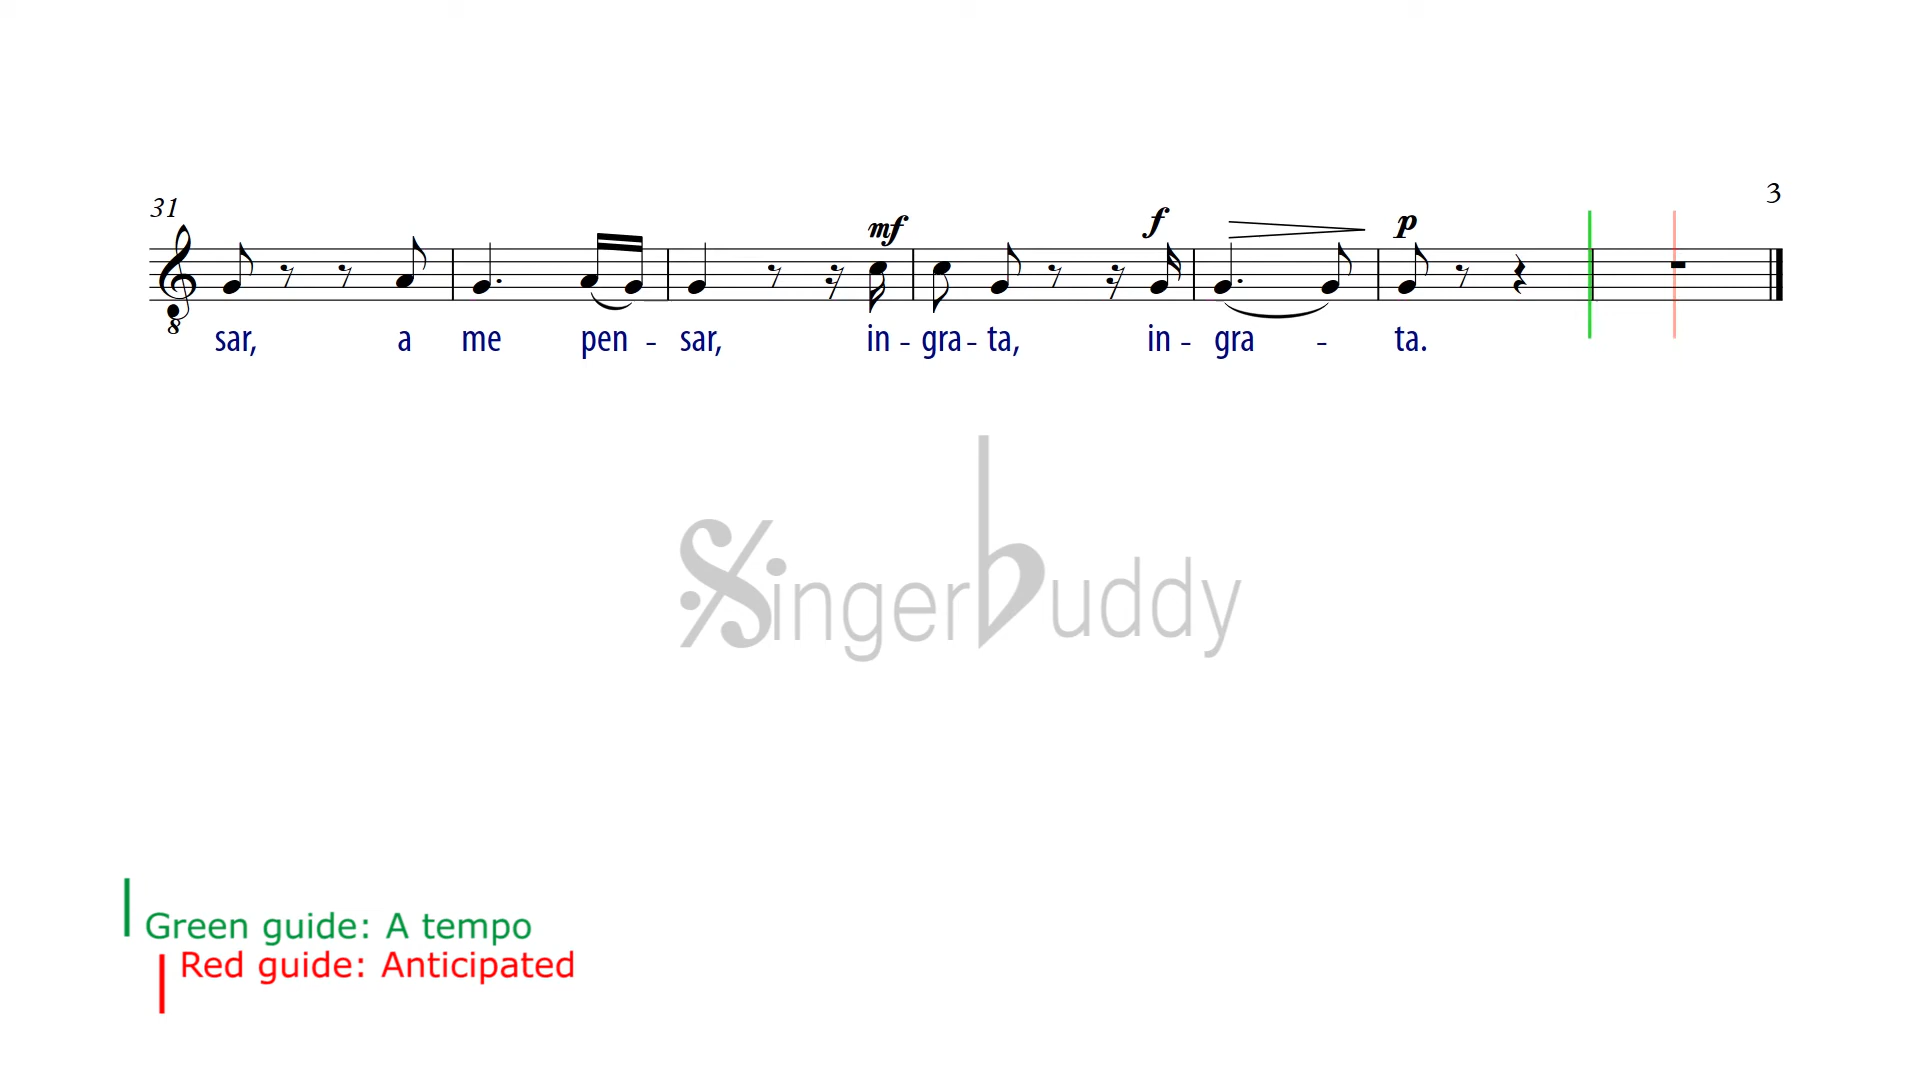 3
31
mf f p
8
sar, a me pen - sar, in - gra - ta, in - gra - ta.
Singerbuddy
Green guide: A tempo
Red guide: Anticipated